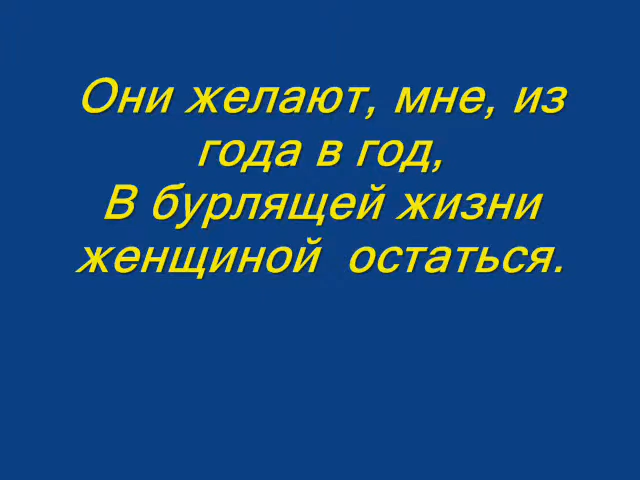 Они желают, мне, из
года в год,
В бурлящей жизни
женщиной  остаться.